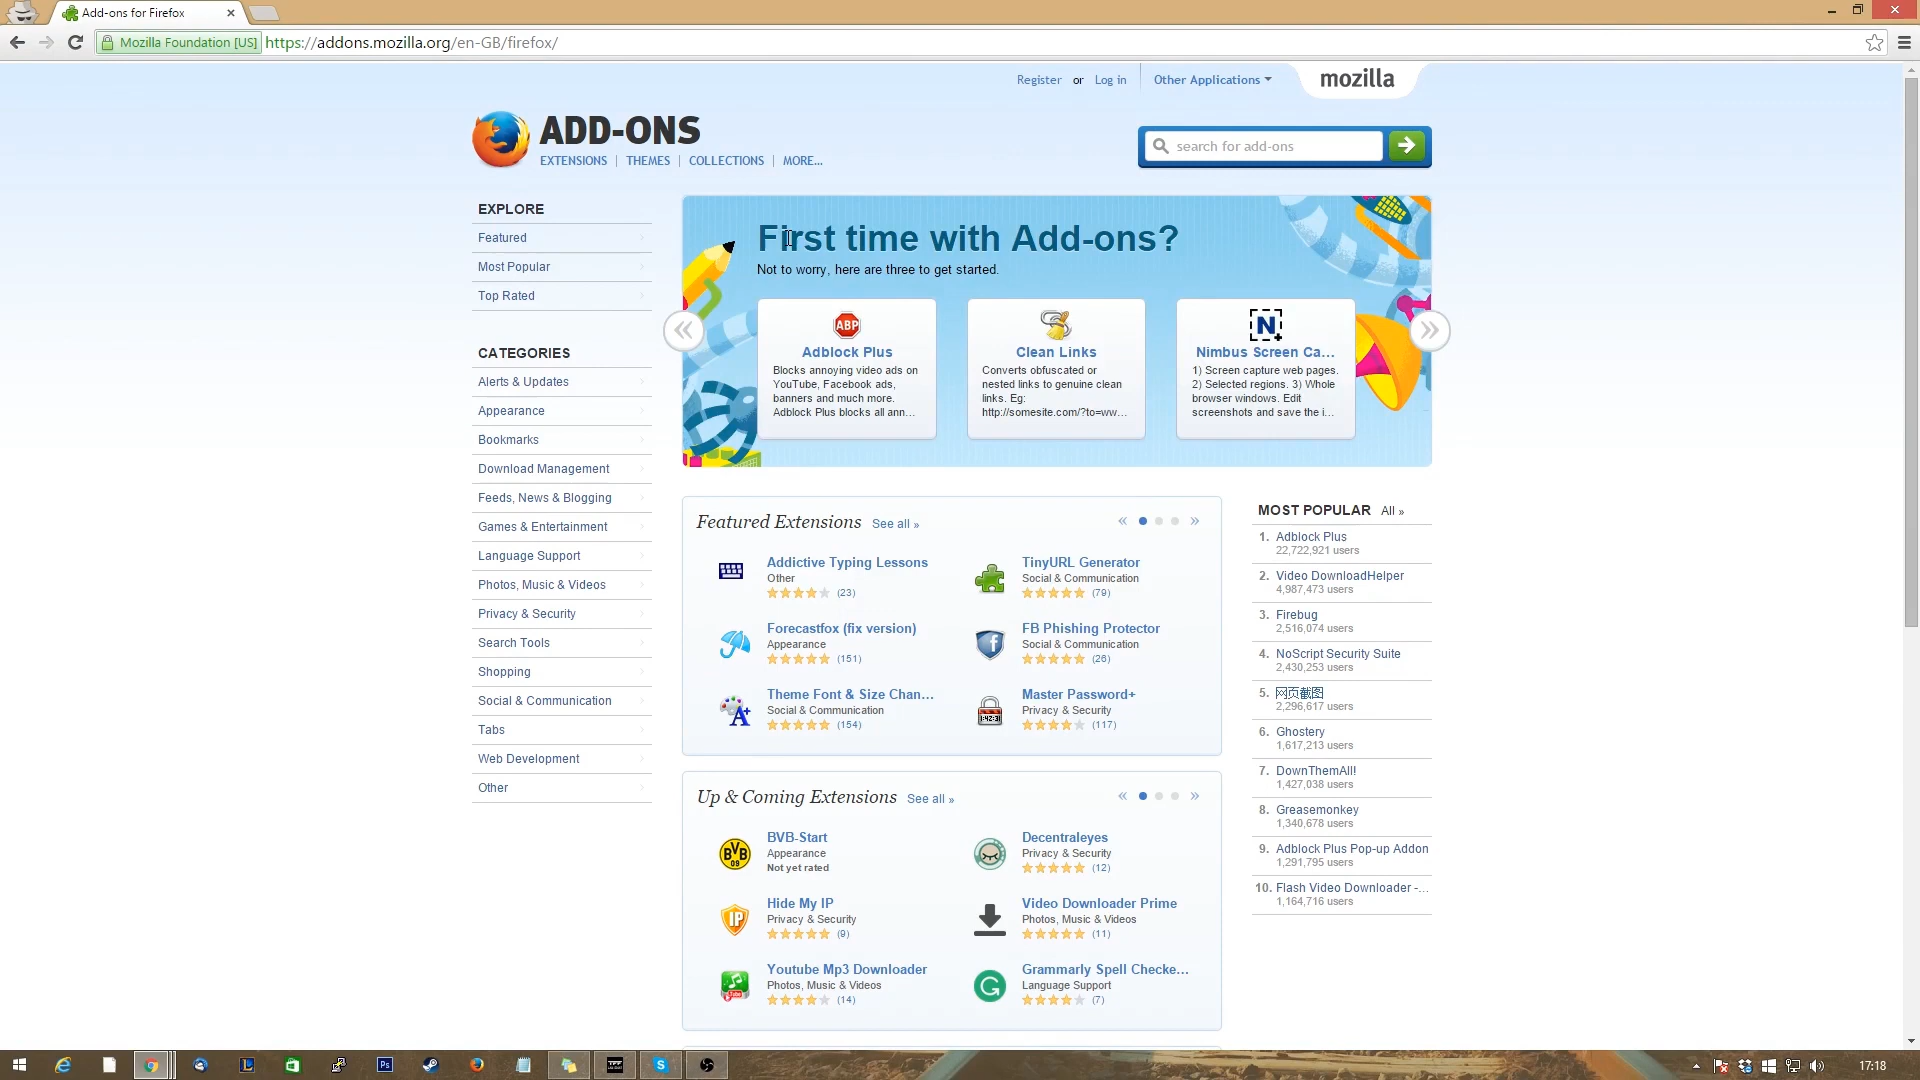 Add-ons for Firefox
Mozilla Foundation [US]
https://addons.mozilla.org/en-GB/firefox/
Register or Log in
Other Applications
mozilla
ADD-ONS
EXTENSIONS | THEMES | COLLECTIONS | MORE...
search for add-ons
EXPLORE
Featured
Most Popular
Top Rated
CATEGORIES
Alerts & Updates
Appearance
Bookmarks
Download Management
Feeds, News & Blogging
Games & Entertainment
Language Support
Photos, Music & Videos
Privacy & Security
Search Tools
Shopping
Social & Communication
Tabs
Web Development
Other
First time with Add-ons?
Not to worry, here are three to get started.
ABP
Adblock Plus
Blocks annoying video ads on
YouTube, Facebook ads,
banners and much more.
Adblock Plus blocks all ann...
Clean Links
Converts obfuscated or
nested links to genuine clean
links. Eg:
http://somesite.com/?to=ww...
N
Nimbus Screen Ca...
1) Screen capture web pages.
2) Selected regions. 3) Whole
browser windows. Edit
screenshots and save the i...
Featured Extensions See all »
Addictive Typing Lessons
Other
(23)
TinyURL Generator
Social & Communication
(79)
Forecastfox (fix version)
Appearance
(151)
FB Phishing Protector
Social & Communication
(26)
Theme Font & Size Chan...
Social & Communication
(154)
Master Password+
Privacy & Security
(117)
Up & Coming Extensions See all »
BVB 09
BVB-Start
Appearance
Not yet rated
Decentraleyes
Privacy & Security
(12)
IP
Hide My IP
Privacy & Security
(9)
Video Downloader Prime
Photos, Music & Videos
(11)
Youtube Mp3 Downloader
Photos, Music & Videos
(14)
Grammarly Spell Checke...
Language Support
(7)
MOST POPULAR All »
1. Adblock Plus
22,722,921 users
2. Video DownloadHelper
4,987,473 users
3. Firebug
2,516,074 users
4. NoScript Security Suite
2,430,253 users
5. 网页截图
2,296,617 users
6. Ghostery
1,617,213 users
7. DownThemAll!
1,427,038 users
8. Greasemonkey
1,340,678 users
9. Adblock Plus Pop-up Addon
1,291,795 users
10. Flash Video Downloader -...
1,164,716 users
Ps
17:18